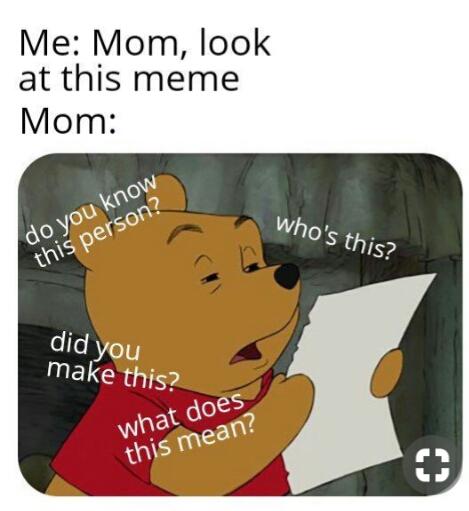 Me: Mom, look
at this meme
Mom:
do you know
this person?
who's this?
did you
make this?
what does
this mean?